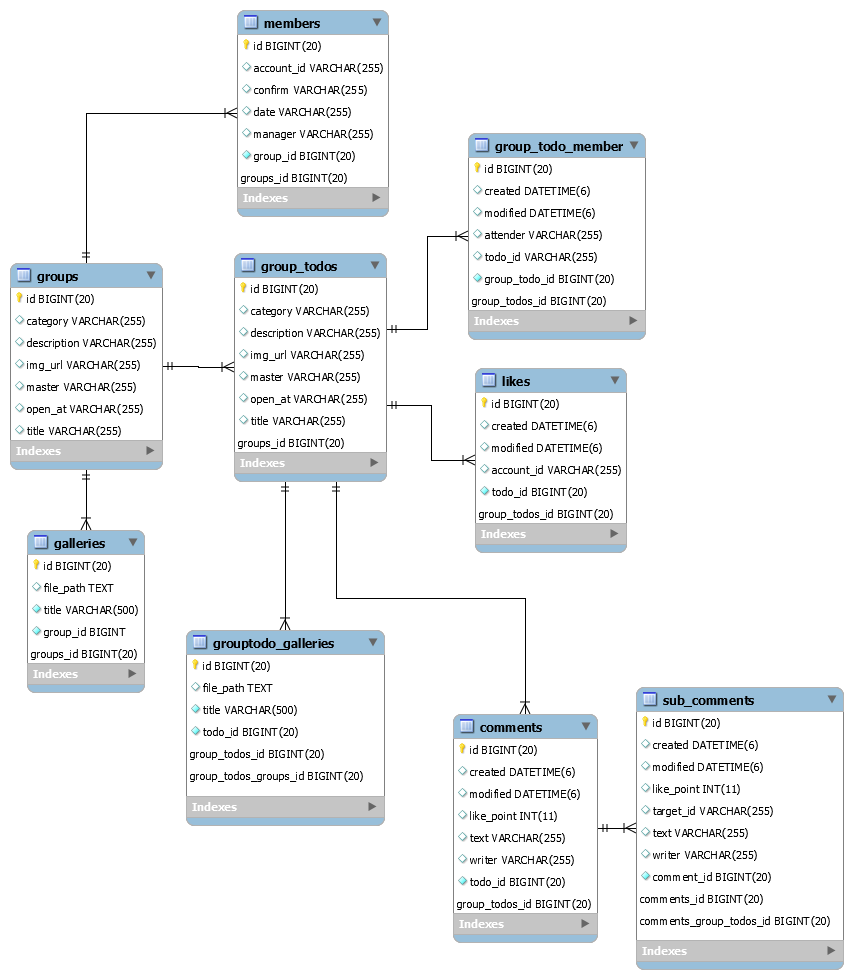 members
id BIGINT(20)
account_id VARCHAR(255)
confirm VARCHAR(255)
date VARCHAR(255)
manager VARCHAR(255)
group_id BIGINT(20)
groups_id BIGINT(20)
Indexes
group_todo_member
id BIGINT(20)
created DATETIME(6)
modified DATETIME(6)
attender VARCHAR(255)
todo_id VARCHAR(255)
group_todo_id BIGINT(20)
group_todos_id BIGINT(20)
Indexes
groups
id BIGINT(20)
category VARCHAR(255)
description VARCHAR(255)
img_url VARCHAR(255)
master VARCHAR(255)
open_at VARCHAR(255)
title VARCHAR(255)
Indexes
group_todos
id BIGINT(20)
category VARCHAR(255)
description VARCHAR(255)
img_url VARCHAR(255)
master VARCHAR(255)
open_at VARCHAR(255)
title VARCHAR(255)
groups_id BIGINT(20)
Indexes
likes
id BIGINT(20)
created DATETIME(6)
modified DATETIME(6)
account_id VARCHAR(255)
todo_id BIGINT(20)
group_todos_id BIGINT(20)
Indexes
galleries
id BIGINT(20)
file_path TEXT
title VARCHAR(500)
group_id BIGINT
groups_id BIGINT(20)
Indexes
grouptodo_galleries
id BIGINT(20)
file_path TEXT
title VARCHAR(500)
todo_id BIGINT(20)
group_todos_id BIGINT(20)
group_todos_groups_id BIGINT(20)
Indexes
comments
id BIGINT(20)
created DATETIME(6)
modified DATETIME(6)
like_point INT(11)
text VARCHAR(255)
writer VARCHAR(255)
todo_id BIGINT(20)
group_todos_id BIGINT(20)
Indexes
sub_comments
id BIGINT(20)
created DATETIME(6)
modified DATETIME(6)
like_point INT(11)
target_id VARCHAR(255)
text VARCHAR(255)
writer VARCHAR(255)
comment_id BIGINT(20)
comments_id BIGINT(20)
comments_group_todos_id BIGINT(20)
Indexes